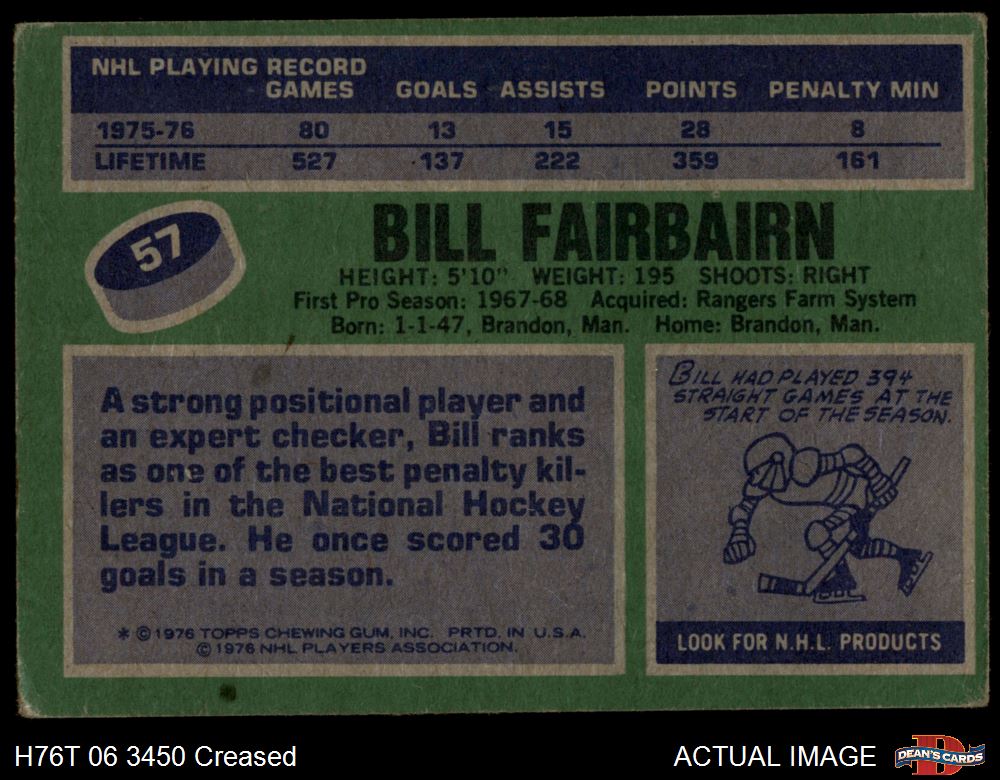 NHL PLAYING RECORD
GAMES GOALS ASSISTS POINTS PENALTY MIN
1975-76 80 13 15 28 8
LIFETIME 527 137 222 359 161
57
BILL FAIRBAIRN
HEIGHT: 5'10" WEIGHT: 195 SHOOTS: RIGHT
First Pro Season: 1967-68 Acquired: Rangers Farm System
Born: 1-1-47, Brandon, Man. Home: Brandon, Man.
A strong positional player and
an expert checker, Bill ranks
as one of the best penalty kil-
lers in the National Hockey
League. He once scored 30
goals in a season.
* © 1976 TOPPS CHEWING GUM, INC. PRTD. IN U.S.A.
© 1976 NHL PLAYERS ASSOCIATION.
BILL HAD PLAYED 394
STRAIGHT GAMES AT THE
START OF THE SEASON.
LOOK FOR N.H.L. PRODUCTS
H76T 06 3450 Creased
ACTUAL IMAGE
D
DEAN'S CARDS